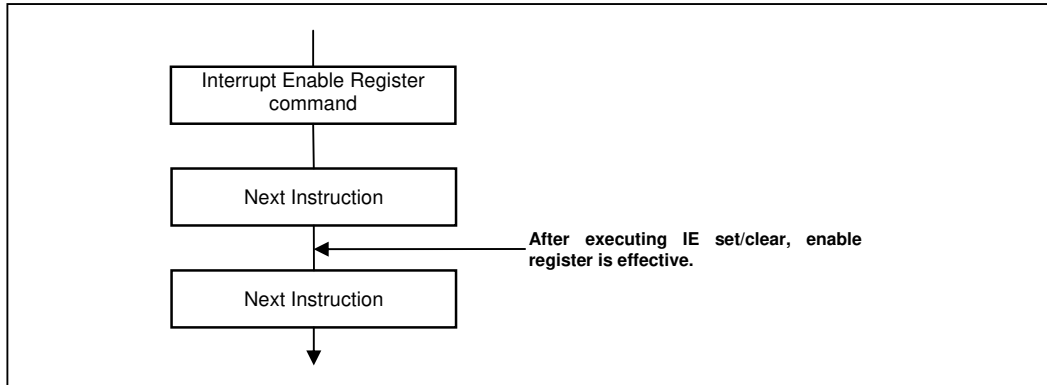 Interrupt Enable Register
command
Next Instruction
After executing IE set/clear, enable
register is effective.
Next Instruction